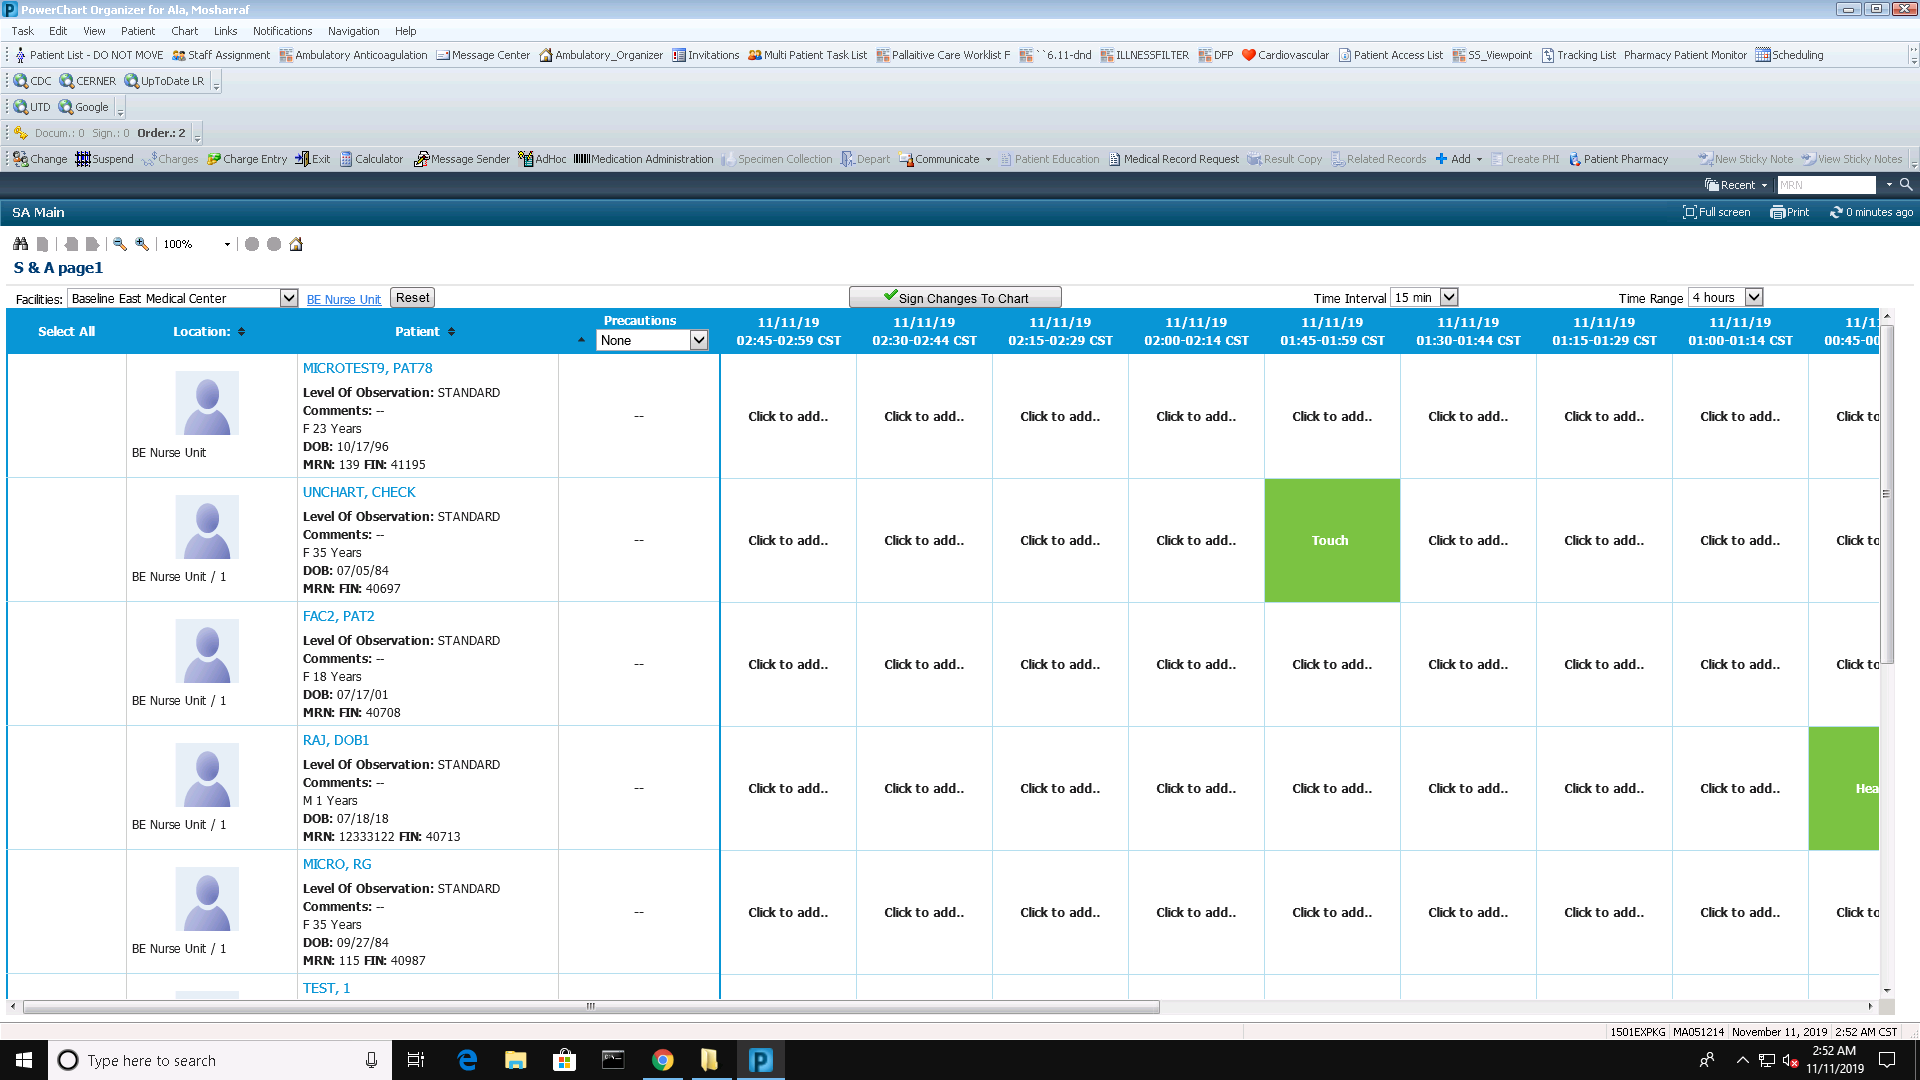 PowerChart Organizer for Ala, Mosharraf
Task Edit View Patient Chart Links Notifications Navigation Help
Patient List - DO NOT MOVE Staff Assignment Ambulatory Anticoagulation Message Center Ambulatory_Organizer Invitations Multi Patient Task List Pallaitive Care Worklist F ``6.11-dnd ILLNESSFILTER DFP Cardiovascular Patient Access List SS_Viewpoint Tracking List Pharmacy Patient Monitor Scheduling
CDC CERNER UpToDate LR
UTD Google
Docum.: 0 Sign.: 0 Order.: 2
Change Suspend Charges Charge Entry Exit Calculator Message Sender AdHoc Medication Administration Specimen Collection Depart Communicate Patient Education Medical Record Request Result Copy Related Records Add Create PHI Patient Pharmacy New Sticky Note View Sticky Notes
Recent MRN
SA Main Full screen Print 0 minutes ago
100%
S & A page1
Facilities: Baseline East Medical Center BE Nurse Unit Reset Sign Changes To Chart Time Interval 15 min Time Range 4 hours
Select All Location: Patient Precautions None
11/11/19 11/11/19 11/11/19 11/11/19 11/11/19 11/11/19 11/11/19 11/11/19 11/1
02:45-02:59 CST 02:30-02:44 CST 02:15-02:29 CST 02:00-02:14 CST 01:45-01:59 CST 01:30-01:44 CST 01:15-01:29 CST 01:00-01:14 CST 00:45-00
MICROTEST9, PAT78
Level Of Observation: STANDARD
Comments: --
F 23 Years
DOB: 10/17/96
MRN: 139 FIN: 41195
BE Nurse Unit
-- Click to add.. Click to add.. Click to add.. Click to add.. Click to add.. Click to add.. Click to add.. Click to add.. Click to
UNCHART, CHECK
Level Of Observation: STANDARD
Comments: --
F 35 Years
DOB: 07/05/84
MRN: FIN: 40697
BE Nurse Unit / 1
-- Click to add.. Click to add.. Click to add.. Click to add.. Touch Click to add.. Click to add.. Click to add.. Click to
FAC2, PAT2
Level Of Observation: STANDARD
Comments: --
F 18 Years
DOB: 07/17/01
MRN: FIN: 40708
BE Nurse Unit / 1
-- Click to add.. Click to add.. Click to add.. Click to add.. Click to add.. Click to add.. Click to add.. Click to add.. Click to
RAJ, DOB1
Level Of Observation: STANDARD
Comments: --
M 1 Years
DOB: 07/18/18
MRN: 12333122 FIN: 40713
BE Nurse Unit / 1
-- Click to add.. Click to add.. Click to add.. Click to add.. Click to add.. Click to add.. Click to add.. Click to add.. Hea
MICRO, RG
Level Of Observation: STANDARD
Comments: --
F 35 Years
DOB: 09/27/84
MRN: 115 FIN: 40987
BE Nurse Unit / 1
-- Click to add.. Click to add.. Click to add.. Click to add.. Click to add.. Click to add.. Click to add.. Click to add.. Click to
TEST, 1
1501EXPKG MA051214 November 11, 2019 2:52 AM CST
Type here to search
2:52 AM
11/11/2019